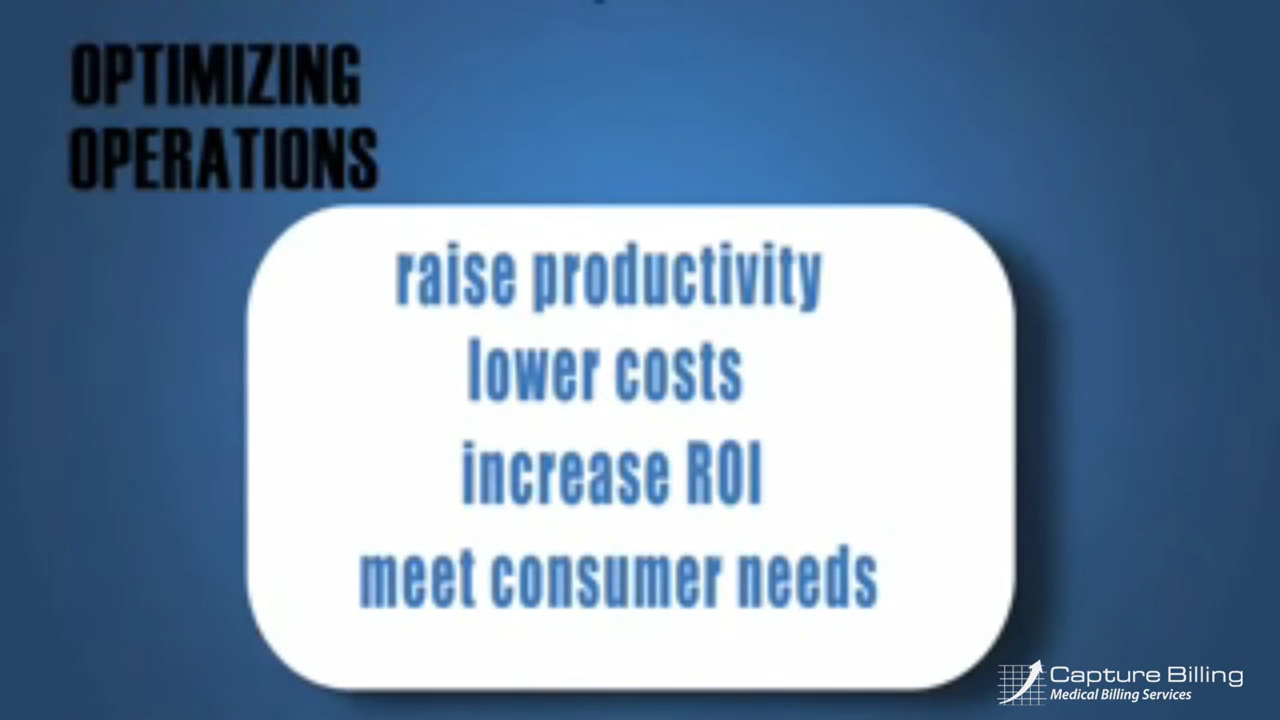 OPTIMIZING
OPERATIONS
raise productivity
lower costs
increase ROI
meet consumer needs
Capture Billing
Medical Billing Services